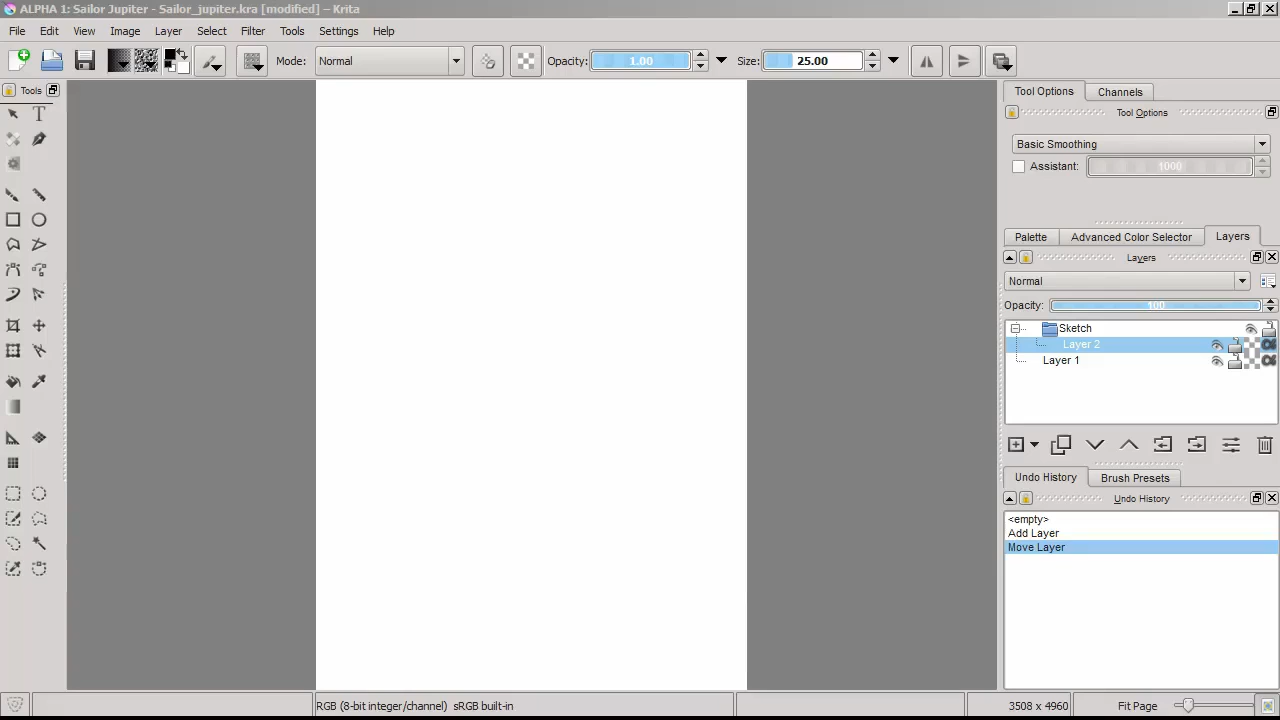 ALPHA 1: Sailor Jupiter - Sailor_jupiter.kra [modified] - Krita
File Edit View Image Layer Select Filter Tools Settings Help
Mode: Normal Opacity: 1.00 Size: 25.00
Tools
Tool Options Channels
Tool Options
Basic Smoothing
Assistant: 1000
Palette Advanced Color Selector Layers
Layers
Normal
Opacity: 100
Sketch
Layer 2
Layer 1
Undo History Brush Presets
Undo History
<empty>
Add Layer
Move Layer
RGB (8-bit integer/channel) sRGB built-in 3508 x 4960 Fit Page